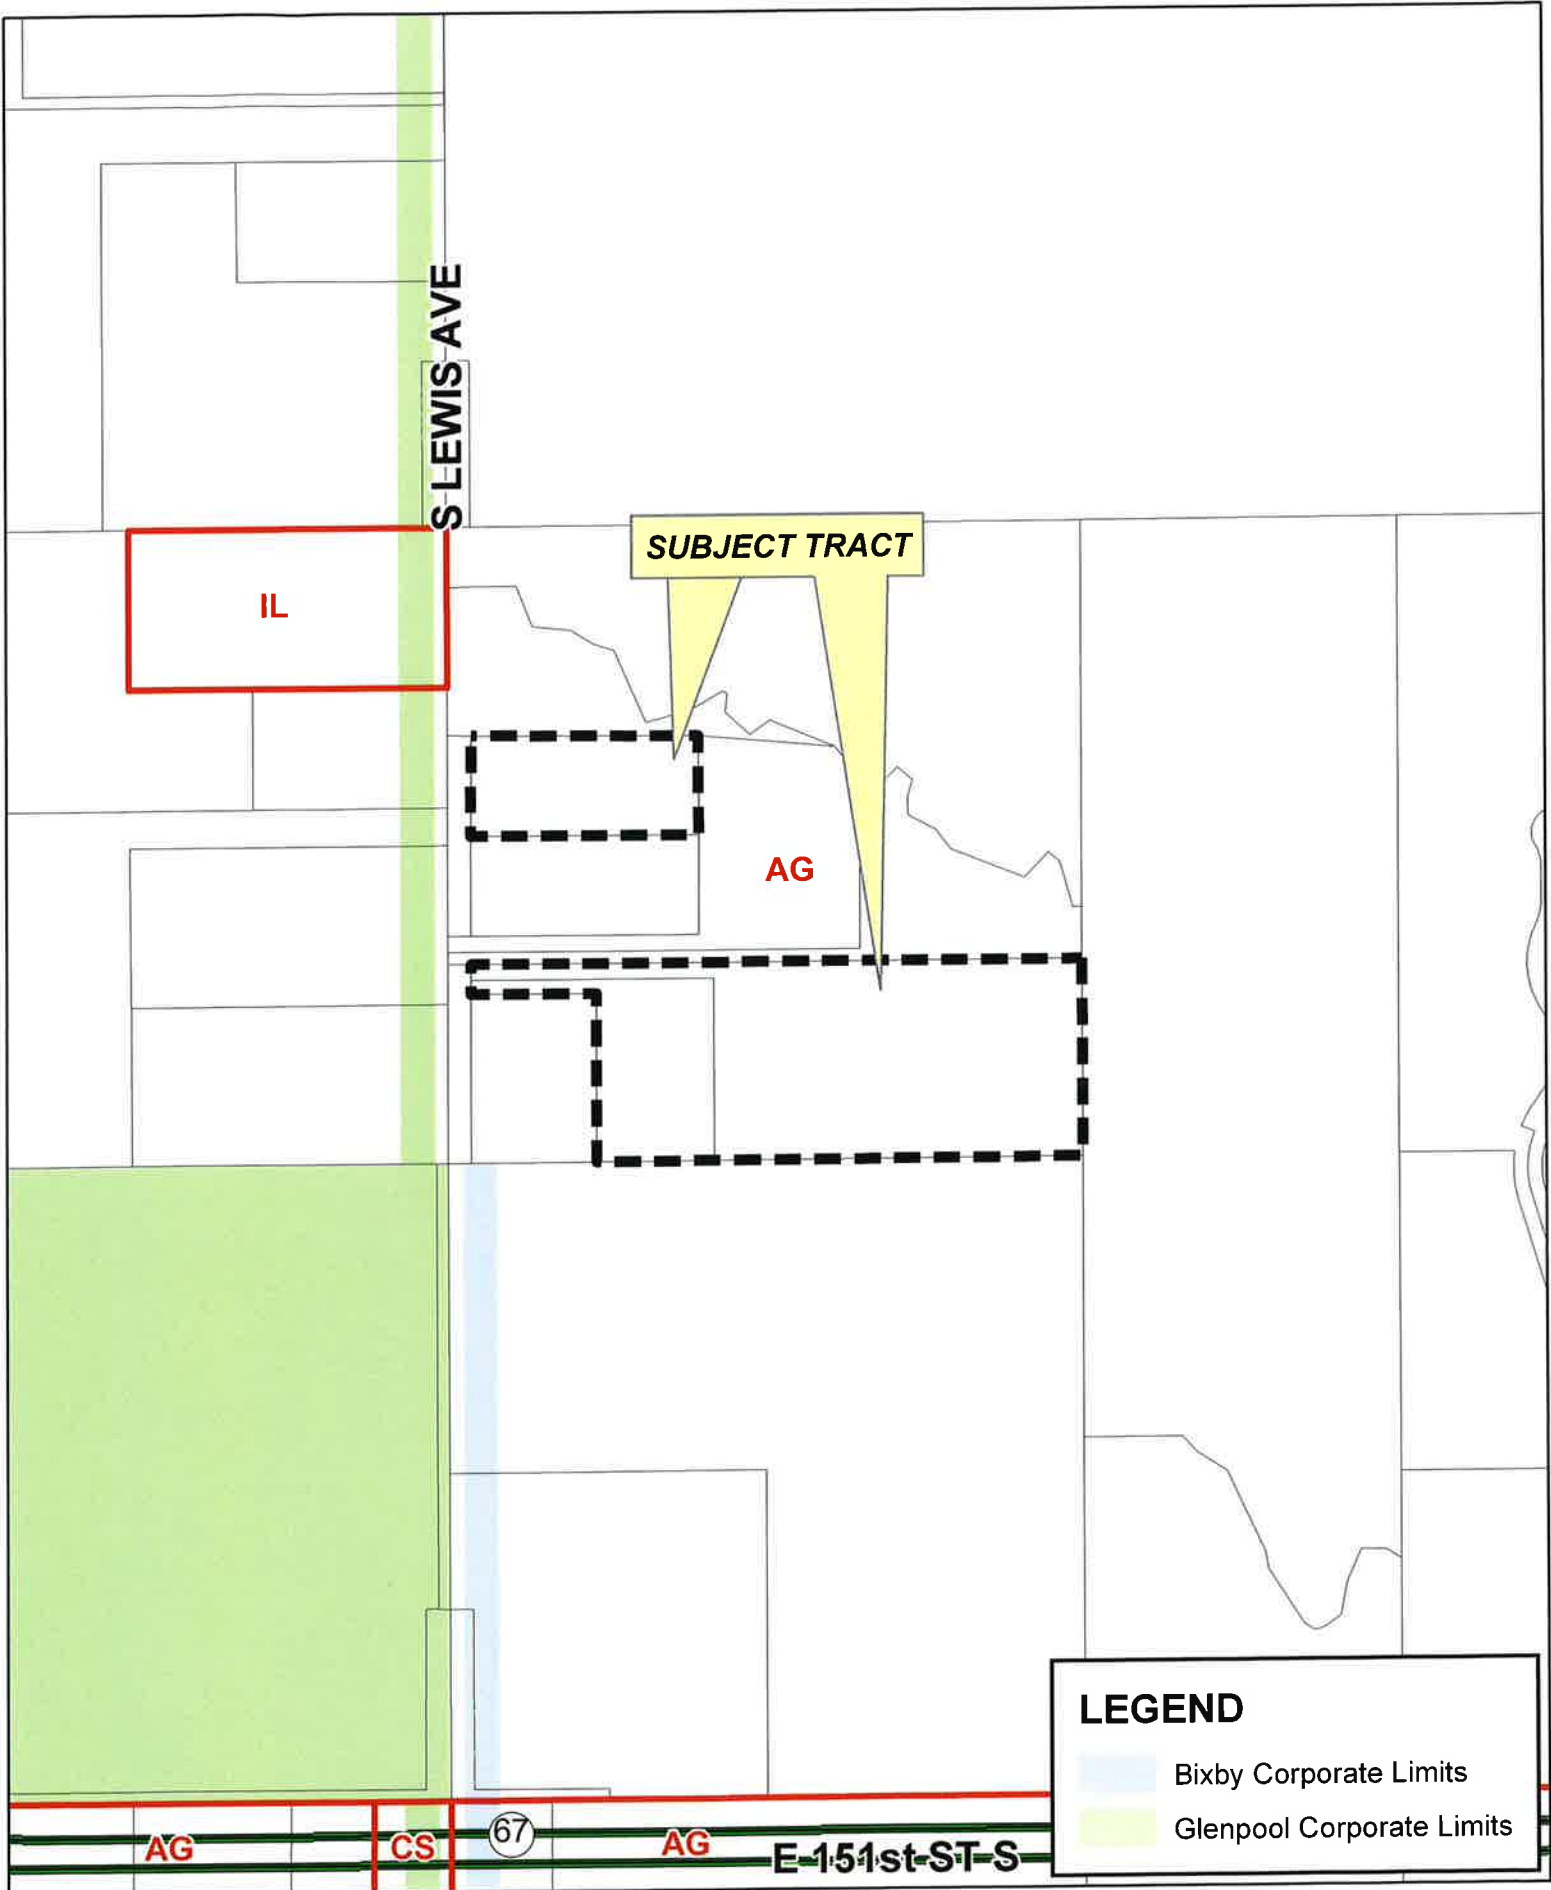 S LEWIS AVE
SUBJECT TRACT
IL
AG
LEGEND
Bixby Corporate Limits
Glenpool Corporate Limits
AG
CS
67
AG
E 151st ST S